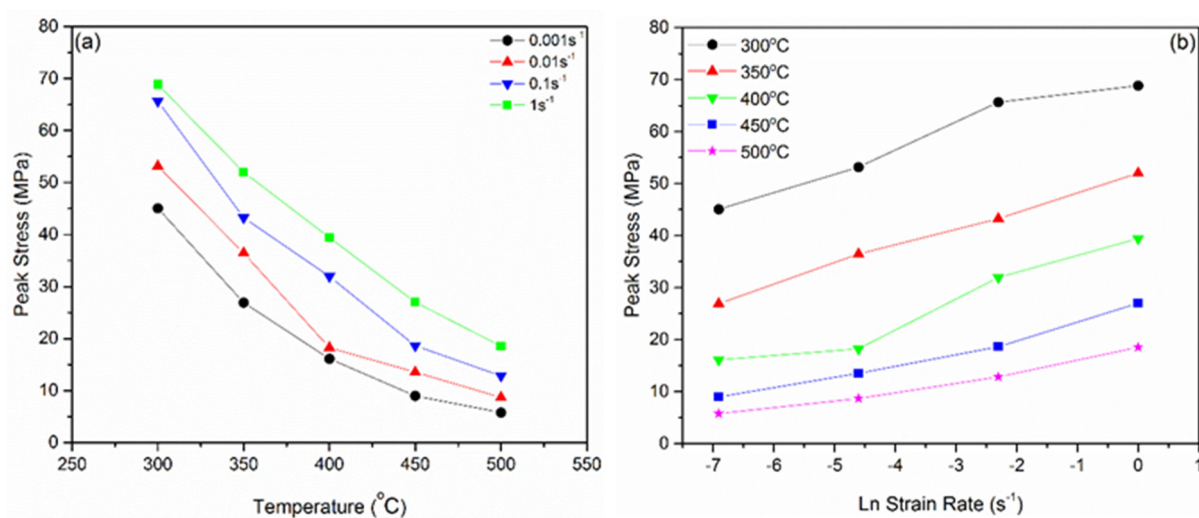 (a)
0.001s⁻¹
0.01s⁻¹
0.1s⁻¹
1s⁻¹
Peak Stress (MPa)
80
70
60
50
40
30
20
10
0
250 300 350 400 450 500 550
Temperature (°C)
(b)
300°C
350°C
400°C
450°C
500°C
Peak Stress (MPa)
80
70
60
50
40
30
20
10
0
-7 -6 -5 -4 -3 -2 -1 0 1
Ln Strain Rate (s⁻¹)